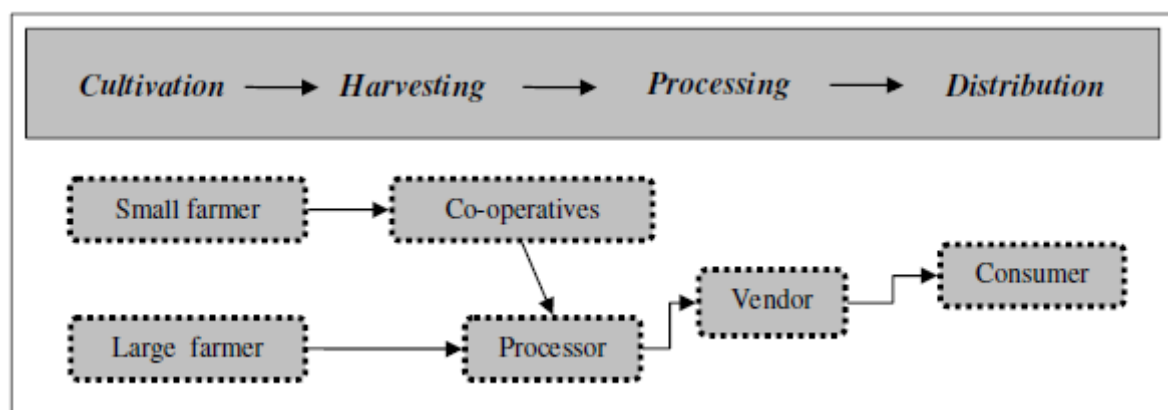 Cultivation Harvesting Processing Distribution
Small farmer Co-operatives
Consumer
Vendor
Large farmer Processor